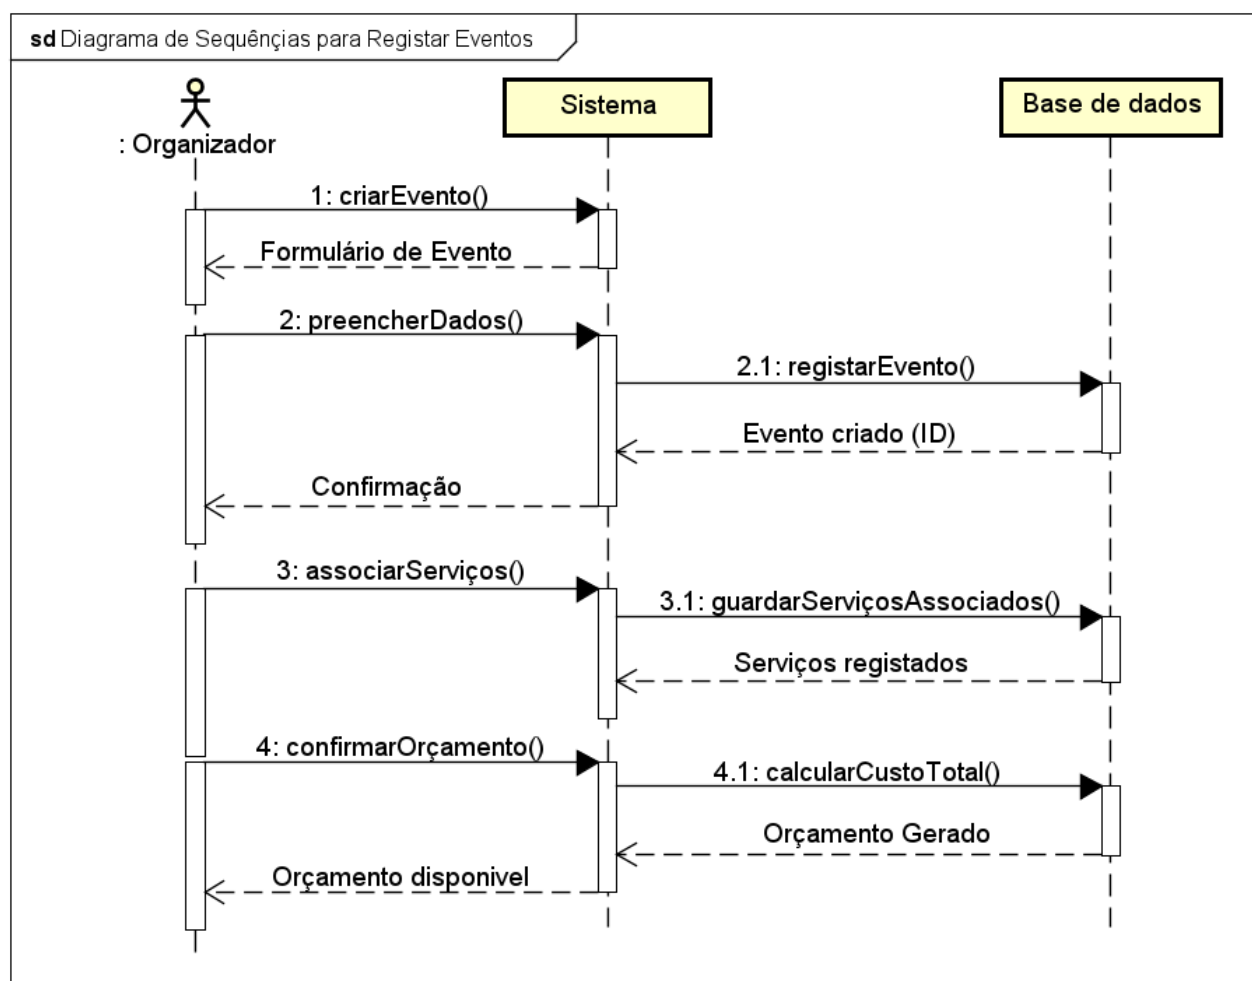 sd Diagrama de Sequênçias para Registar Eventos
: Organizador
Sistema
Base de dados
1: criarEvento()
Formulário de Evento
2: preencherDados()
2.1: registarEvento()
Evento criado (ID)
Confirmação
3: associarServiços()
3.1: guardarServiçosAssociados()
Serviços registados
4: confirmarOrçamento()
4.1: calcularCustoTotal()
Orçamento Gerado
Orçamento disponivel